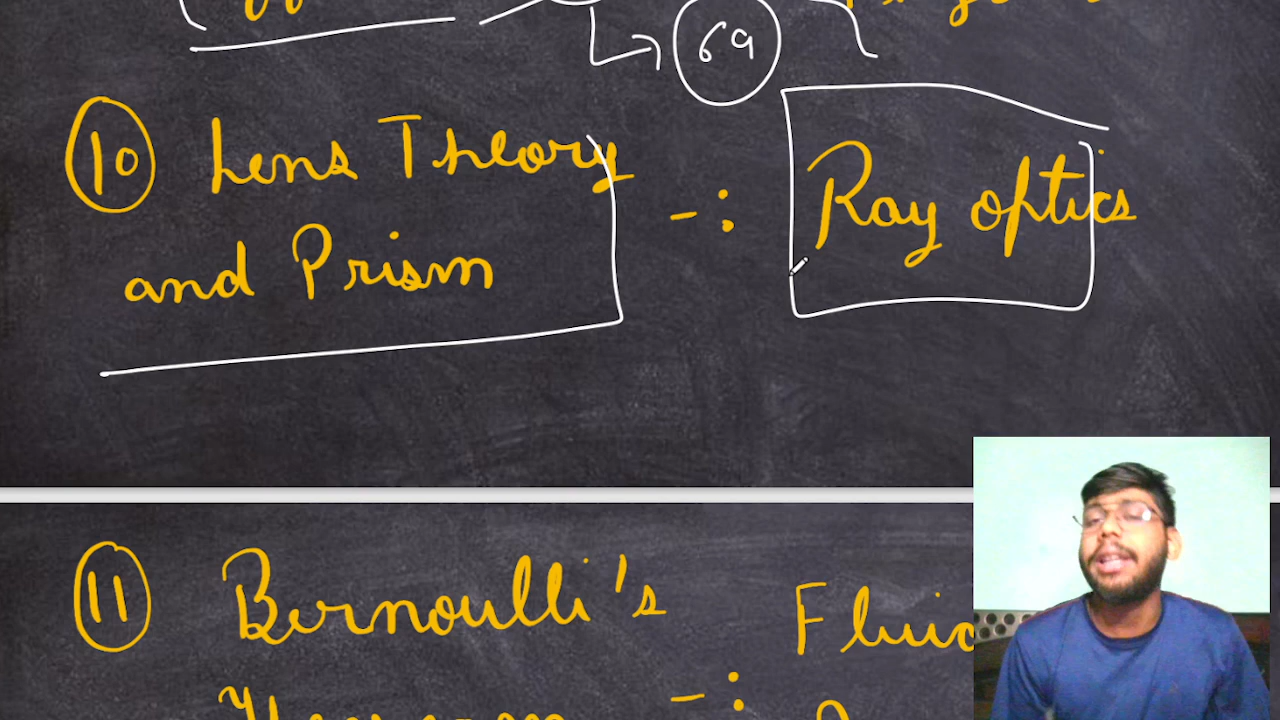 69
10 Lens Theory
and Prism
-: Ray optics
11 Bernoulli's
-: Fluid